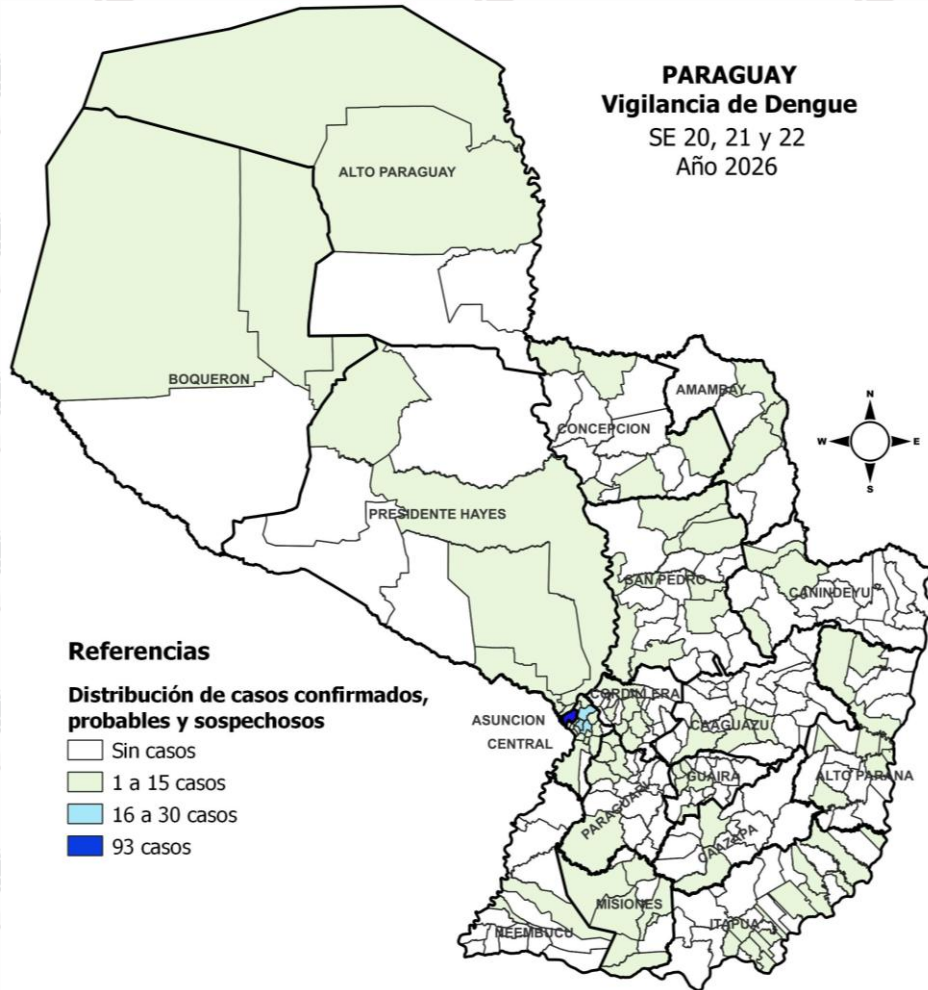 PARAGUAY
Vigilancia de Dengue
SE 20, 21 y 22
Año 2026
ALTO PARAGUAY
BOQUERON
AMAMBAY
CONCEPCION
N
W
E
S
PRESIDENTE HAYES
SAN PEDRO
CANINDEYU
Referencias
Distribución de casos confirmados,
probables y sospechosos
Sin casos
1 a 15 casos
16 a 30 casos
93 casos
CORDILLERA
ASUNCION
CENTRAL
CAAGUAZU
GUAIRA
ALTO PARANA
PARAGUARI
CAAZAPA
MISIONES
ÑEEMBUCU
ITAPUA